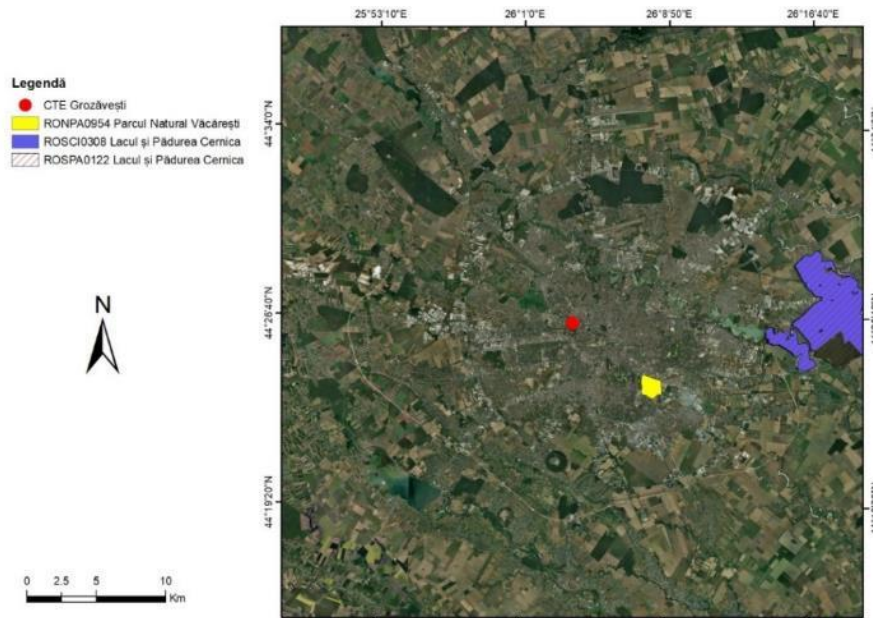 25°53'10"E 26°1'0"E 26°8'50"E 26°16'40"E
Legendă
CTE Grozăvești
RONPA0954 Parcul Natural Văcărești
ROSCI0308 Lacul și Pădurea Cernica
ROSPA0122 Lacul și Pădurea Cernica
44°34'0"N
44°26'40"N
44°19'20"N
N
0 2.5 5 10
Km